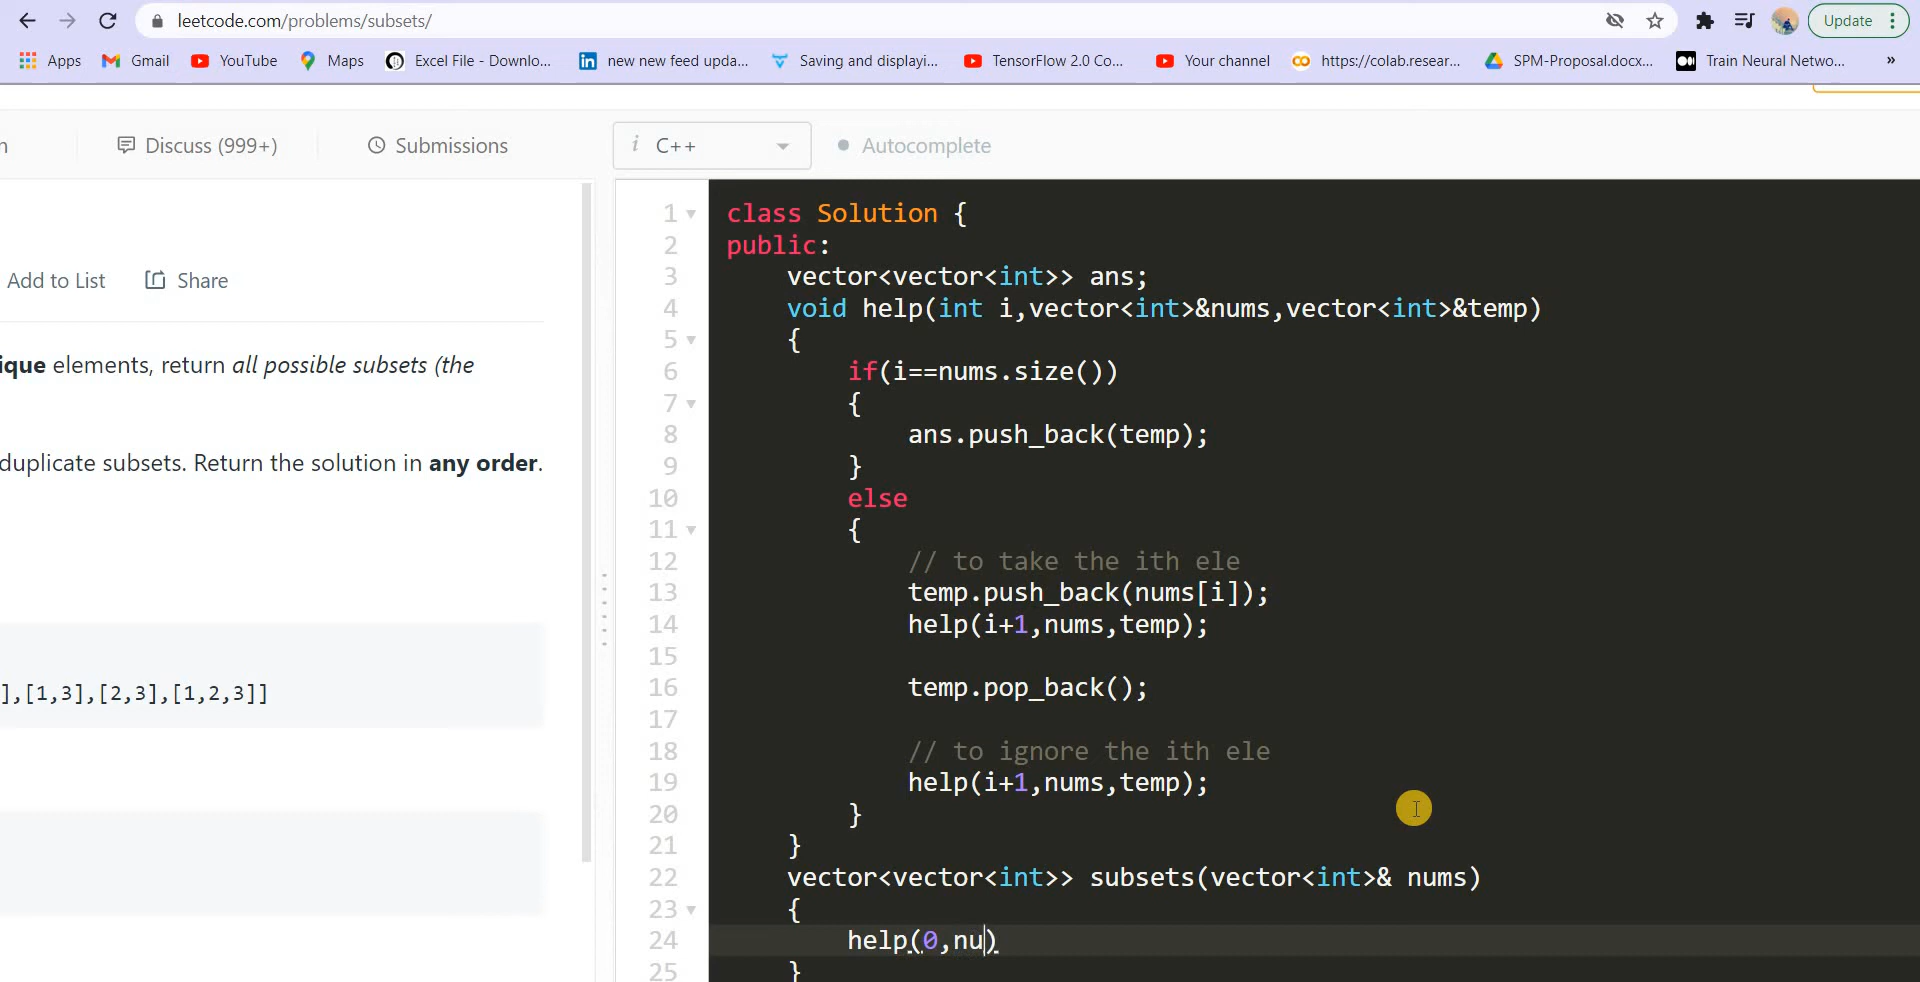 leetcode.com/problems/subsets/
Update
Apps
Gmail
YouTube
Maps
Excel File - Downlo...
new new feed upda...
Saving and displayi...
TensorFlow 2.0 Co...
Your channel
https://colab.resear...
SPM-Proposal.docx...
Train Neural Netwo...
»
n
Discuss (999+)
Submissions
i C++
Autocomplete
Add to List
Share
ique elements, return all possible subsets (the
duplicate subsets. Return the solution in any order.
],[1,3],[2,3],[1,2,3]]
1 class Solution {
2 public:
3 vector<vector<int>> ans;
4 void help(int i,vector<int>&nums,vector<int>&temp)
5 {
6 if(i==nums.size())
7 {
8 ans.push_back(temp);
9 }
10 else
11 {
12 // to take the ith ele
13 temp.push_back(nums[i]);
14 help(i+1,nums,temp);
15
16 temp.pop_back();
17
18 // to ignore the ith ele
19 help(i+1,nums,temp);
20 }
21 }
22 vector<vector<int>> subsets(vector<int>& nums)
23 {
24 help(0,nu)
25 }